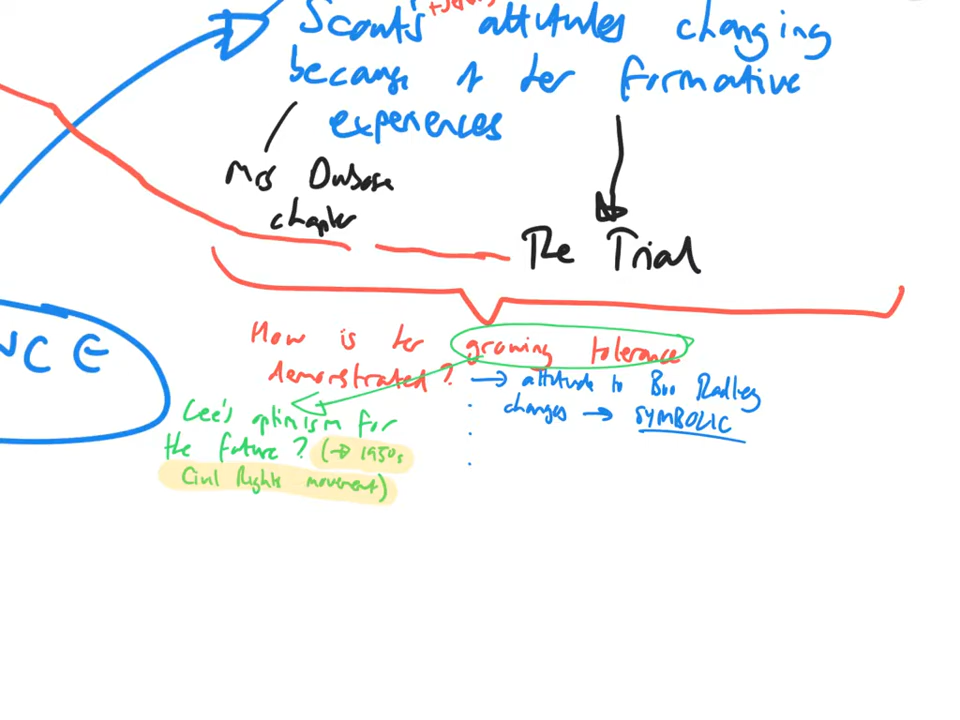 Scout's attitudes changing
because of her formative
experiences
Mrs Dubose
chapter
The Trial
NCE
How is her growing tolerance
demonstrated?
→ attitude to Boo Radley
changes → SYMBOLIC
Lee's optimism for
the future? (→ 1950s
Civil Rights movement)